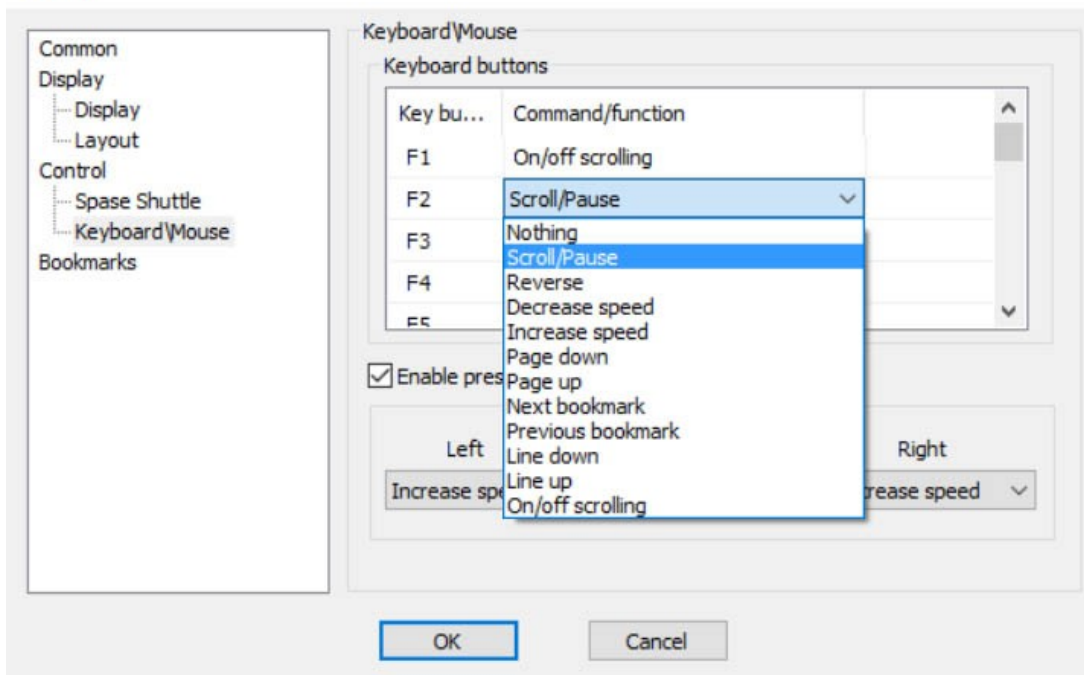 Common
Display
Display
Layout
Control
Spase Shuttle
Keyboard\Mouse
Bookmarks
Keyboard\Mouse
Keyboard buttons
Key bu... Command/function
F1 On/off scrolling
F2 Scroll/Pause
F3
F4
F5
Nothing
Scroll/Pause
Reverse
Decrease speed
Increase speed
Page down
Page up
Next bookmark
Previous bookmark
Line down
Line up
On/off scrolling
Enable pres
Left Right
Increase spe crease speed
OK Cancel